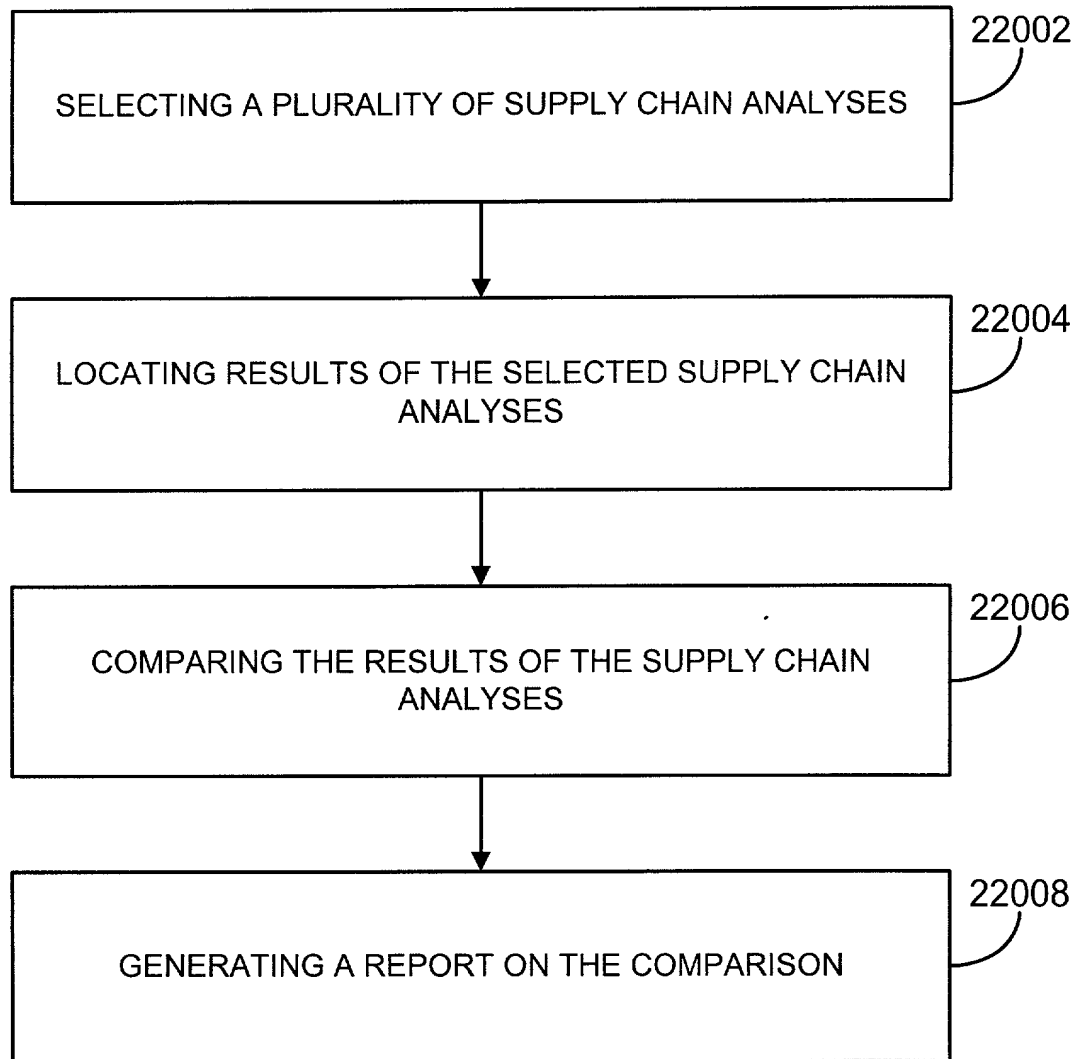 22002
SELECTING A PLURALITY OF SUPPLY CHAIN ANALYSES
22004
LOCATING RESULTS OF THE SELECTED SUPPLY CHAIN
ANALYSES
22006
COMPARING THE RESULTS OF THE SUPPLY CHAIN
ANALYSES
22008
GENERATING A REPORT ON THE COMPARISON